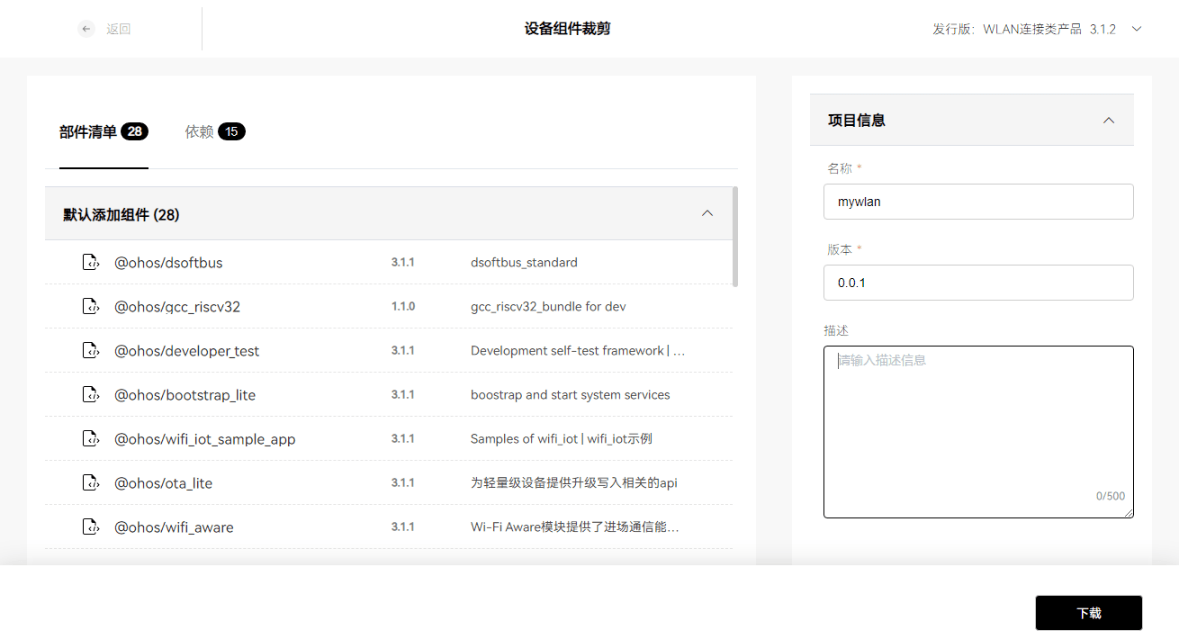 返回
设备组件裁剪
发行版： WLAN连接类产品 3.1.2
部件清单 28
依赖 15
默认添加组件 (28)
@ohos/dsoftbus 3.1.1 dsoftbus_standard
@ohos/gcc_riscv32 1.1.0 gcc_riscv32_bundle for dev
@ohos/developer_test 3.1.1 Development self-test framework | ...
@ohos/bootstrap_lite 3.1.1 boostrap and start system services
@ohos/wifi_iot_sample_app 3.1.1 Samples of wifi_iot | wifi_iot示例
@ohos/ota_lite 3.1.1 为轻量级设备提供升级写入相关的api
@ohos/wifi_aware 3.1.1 Wi-Fi Aware模块提供了进场通信能...
项目信息
名称 *
mywlan
版本 *
0.0.1
描述
请输入描述信息
0/500
下载